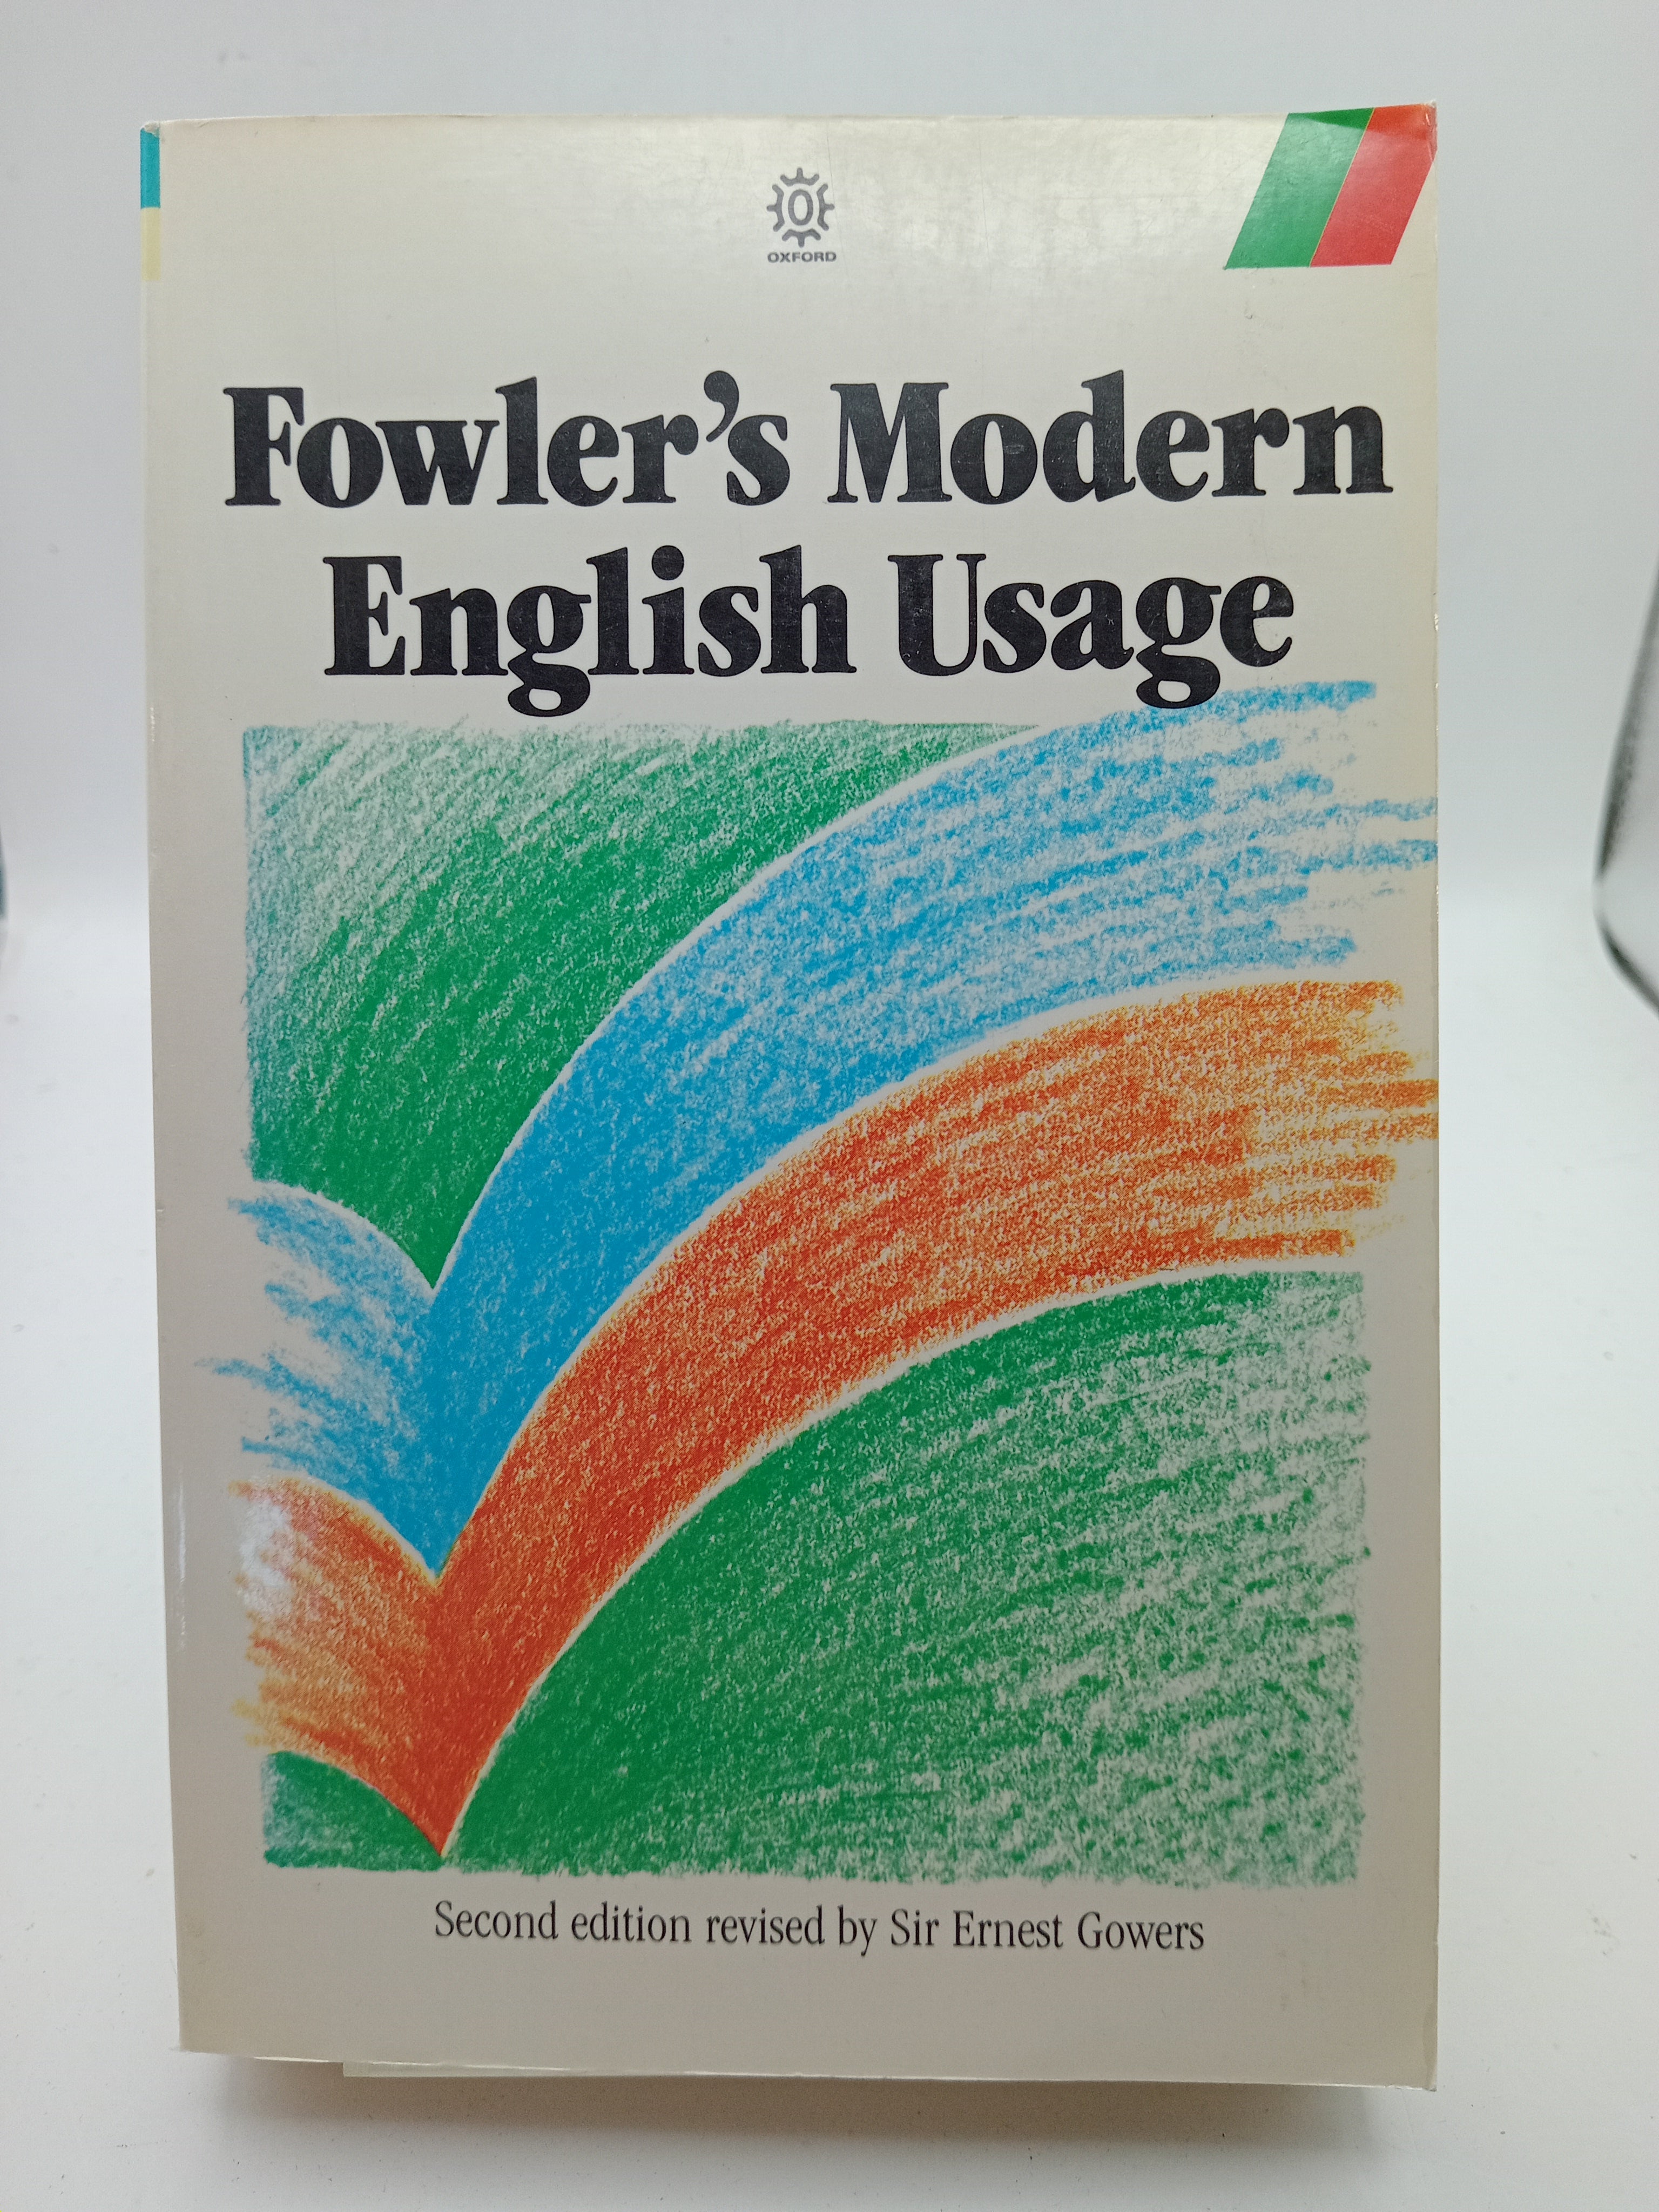 O
OXFORD
Fowler's Modern
English Usage
Second edition revised by Sir Ernest Gowers